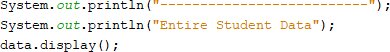 System.out.println("--------------------------");
System.out.println("Entire Student Data");
data.display();